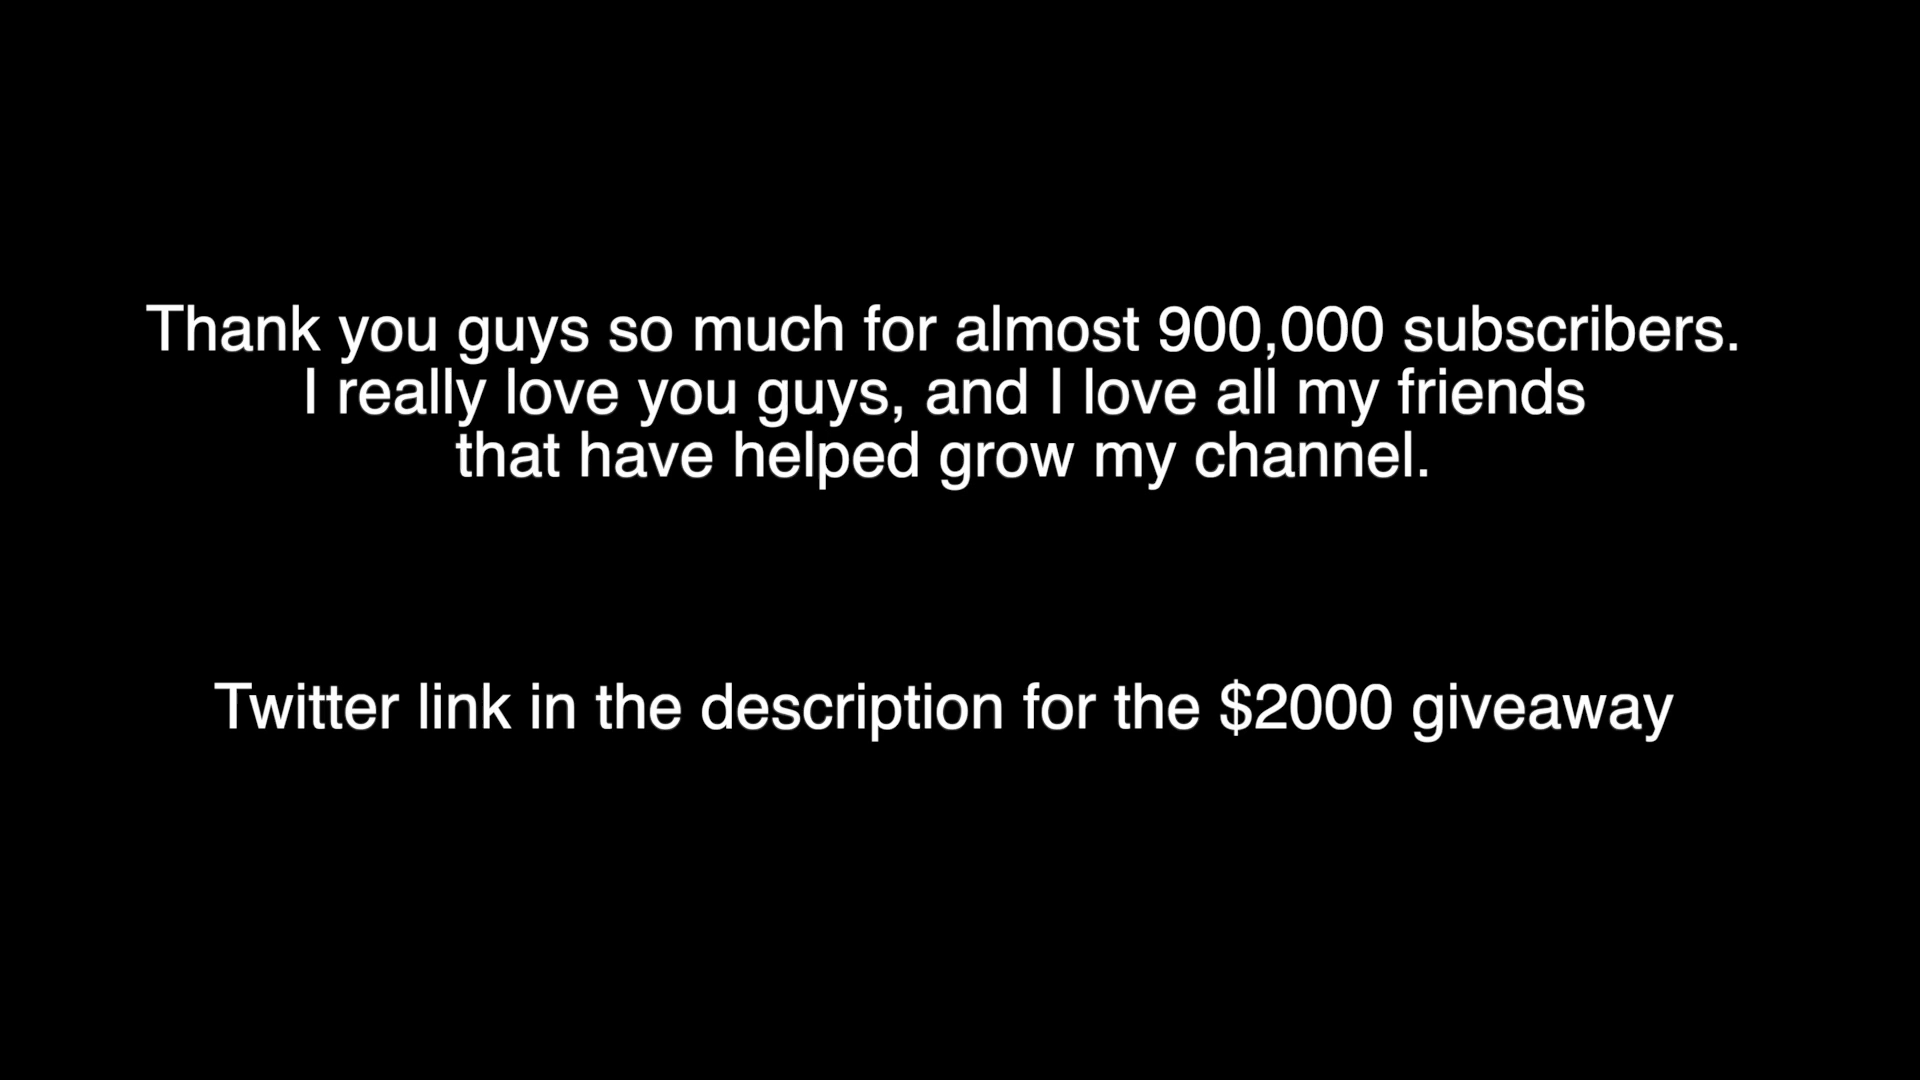 Thank you guys so much for almost 900,000 subscribers.
I really love you guys, and I love all my friends
that have helped grow my channel.
Twitter link in the description for the $2000 giveaway